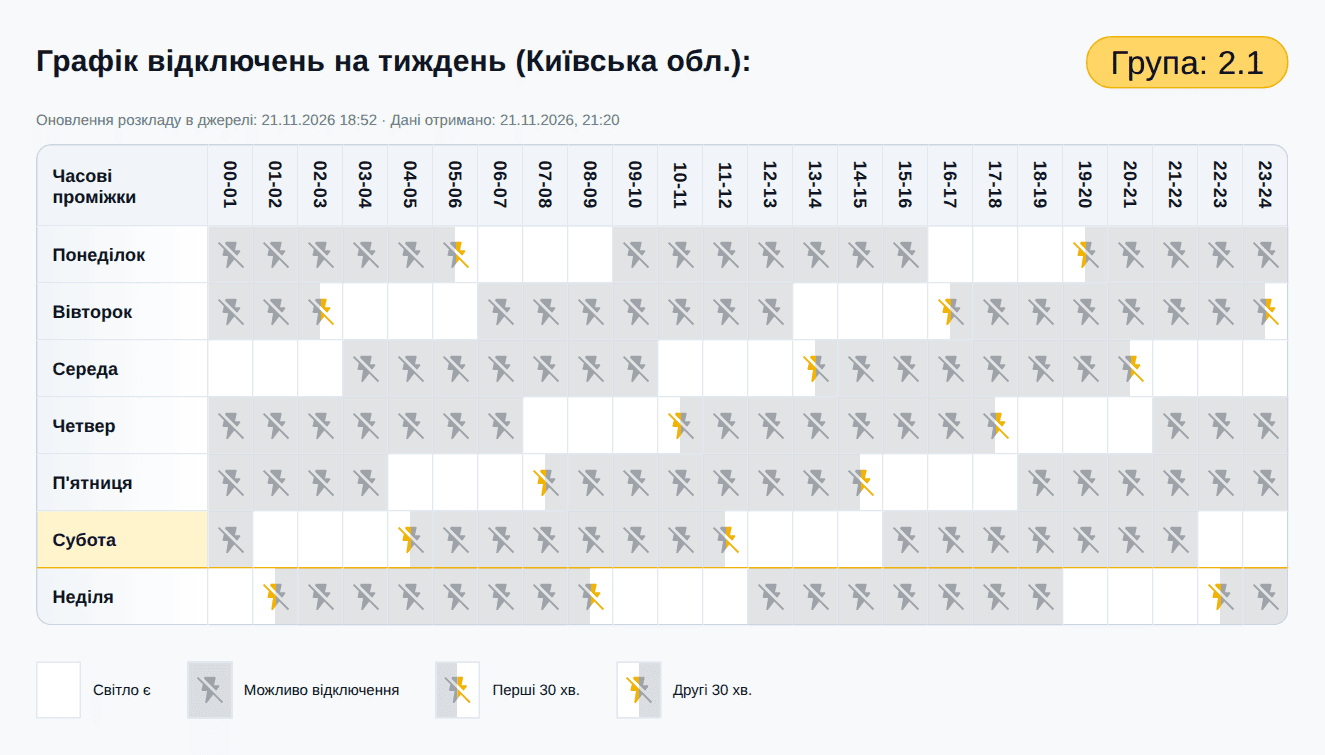 Графік відключень на тиждень (Київська обл.):
Група: 2.1
Оновлення розкладу в джерелі: 21.11.2026 18:52 · Дані отримано: 21.11.2026, 21:20
Часові
проміжки
00-01
01-02
02-03
03-04
04-05
05-06
06-07
07-08
08-09
09-10
10-11
11-12
12-13
13-14
14-15
15-16
16-17
17-18
18-19
19-20
20-21
21-22
22-23
23-24
Понеділок
Вівторок
Середа
Четвер
П'ятниця
Субота
Неділя
Світло є
Можливо відключення
Перші 30 хв.
Другі 30 хв.